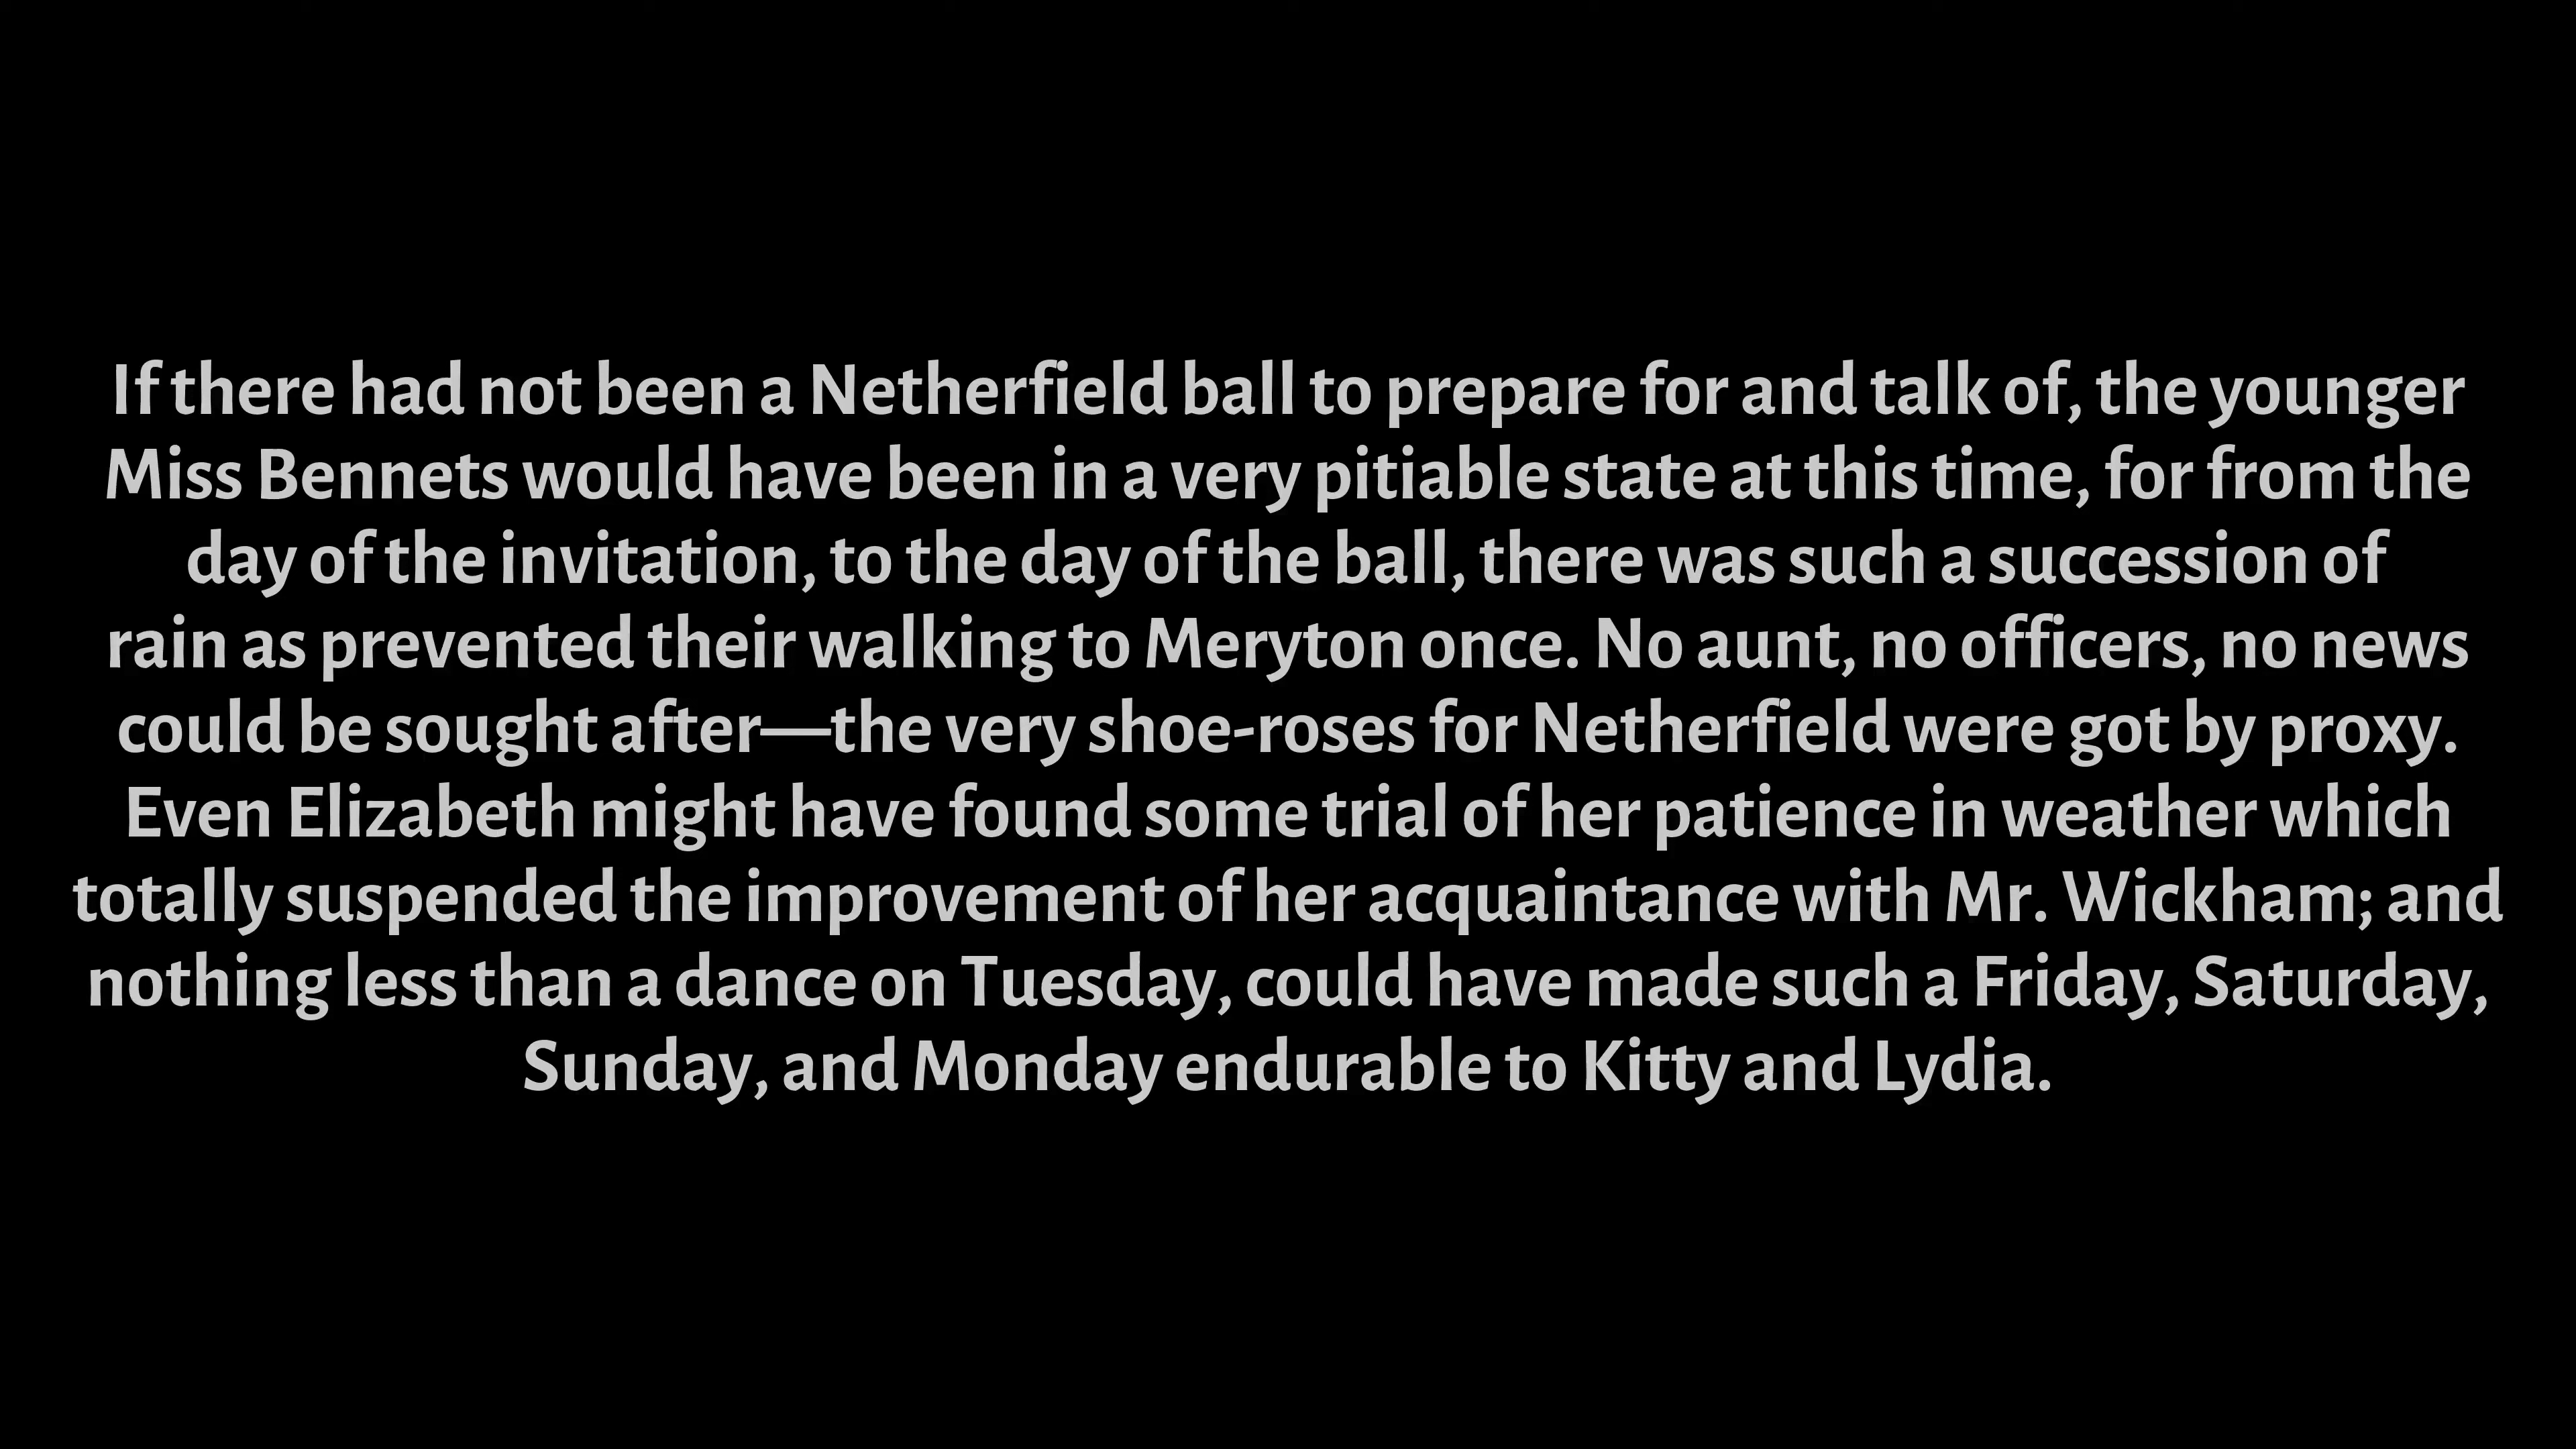 If there had not been a Netherfield ball to prepare for and talk of, the younger
Miss Bennets would have been in a very pitiable state at this time, for from the
day of the invitation, to the day of the ball, there was such a succession of
rain as prevented their walking to Meryton once. No aunt, no officers, no news
could be sought after—the very shoe-roses for Netherfield were got by proxy.
Even Elizabeth might have found some trial of her patience in weather which
totally suspended the improvement of her acquaintance with Mr. Wickham; and
nothing less than a dance on Tuesday, could have made such a Friday, Saturday,
Sunday, and Monday endurable to Kitty and Lydia.